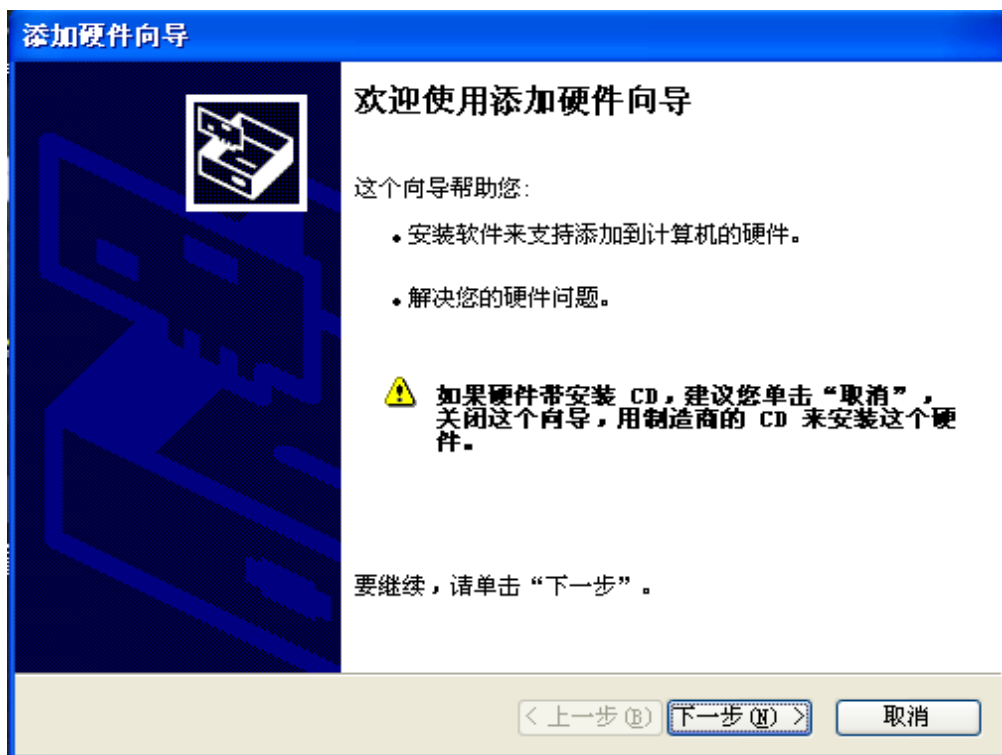 添加硬件向导
欢迎使用添加硬件向导
这个向导帮助您:
•安装软件来支持添加到计算机的硬件。
•解决您的硬件问题。
如果硬件带安装 CD，建议您单击“取消”，
关闭这个向导，用制造商的 CD 来安装这个硬
件。
要继续，请单击“下一步”。
< 上一步(B) 下一步(N) > 取消